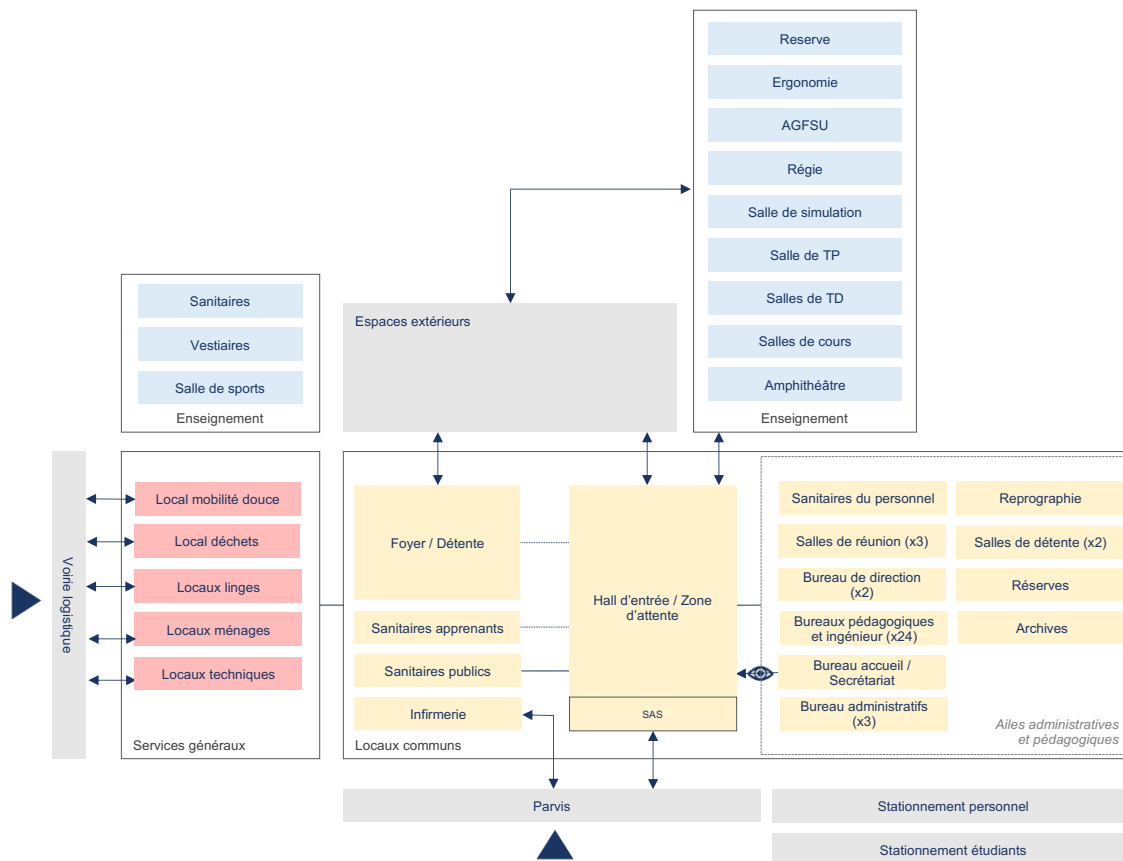 Reserve
Ergonomie
AGFSU
Régie
Salle de simulation
Salle de TP
Salles de TD
Salles de cours
Amphithéâtre
Enseignement
Sanitaires
Vestiaires
Salle de sports
Enseignement
Espaces extérieurs
Voirie logistique
Local mobilité douce
Local déchets
Locaux linges
Locaux ménages
Locaux techniques
Services généraux
Foyer / Détente
Sanitaires apprenants
Sanitaires publics
Infirmerie
Locaux communs
Hall d'entrée / Zone
d'attente
SAS
Sanitaires du personnel
Salles de réunion (x3)
Bureau de direction
(x2)
Bureaux pédagogiques
et ingénieur (x24)
Bureau accueil /
Secrétariat
Bureau administratifs
(x3)
Reprographie
Salles de détente (x2)
Réserves
Archives
Ailes administratives
et pédagogiques
Parvis
Stationnement personnel
Stationnement étudiants